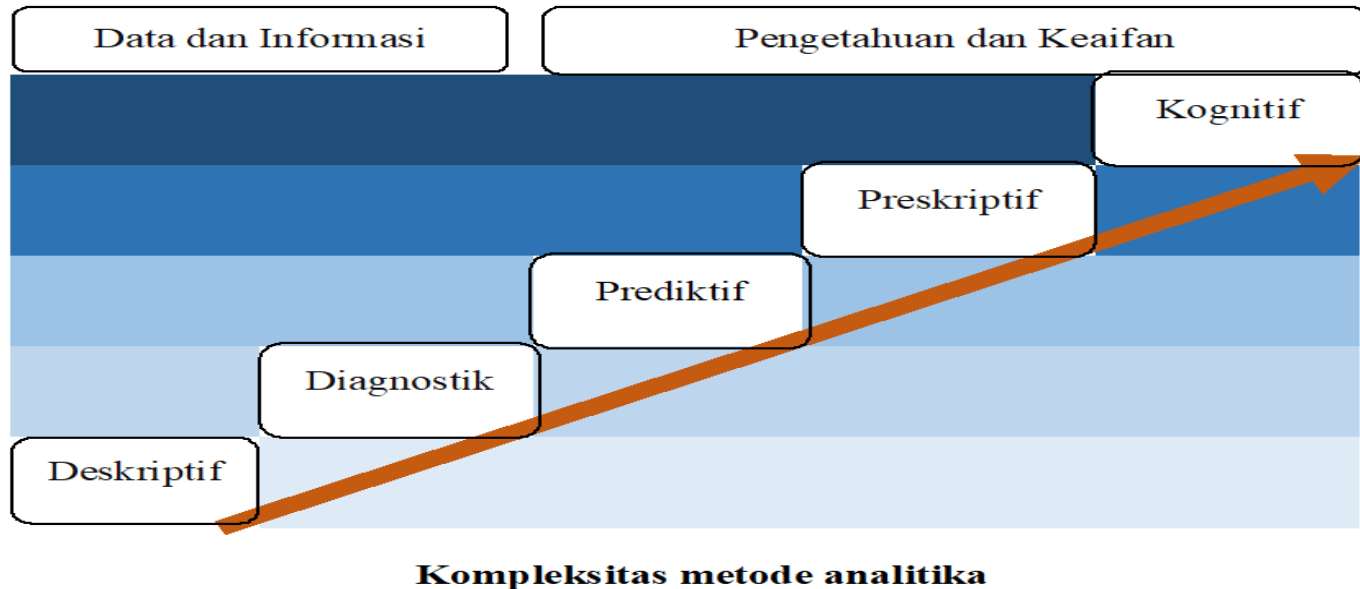 Data dan Informasi
Pengetahuan dan Keaifan
Kognitif
Preskriptif
Prediktif
Diagnostik
Deskriptif
Kompleksitas metode analitika